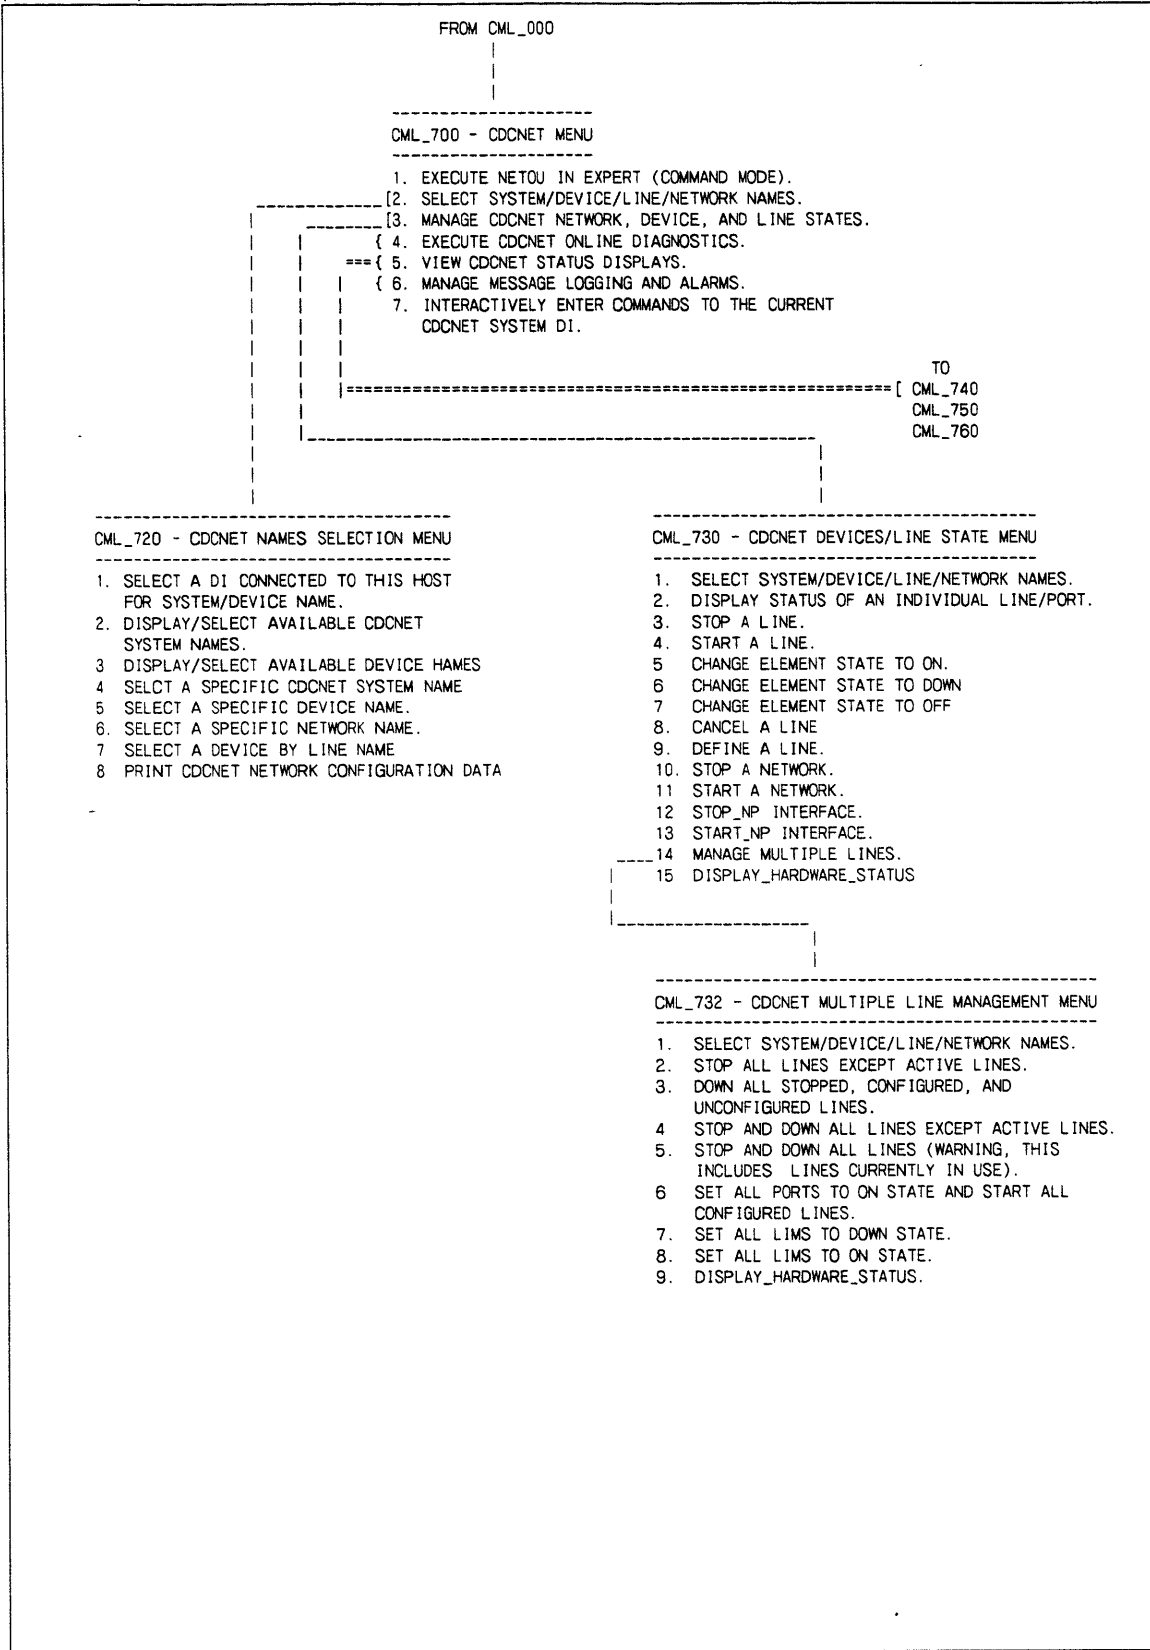 FROM CML_000
CML_700 - CDCNET MENU
1. EXECUTE NETOU IN EXPERT (COMMAND MODE).
[2. SELECT SYSTEM/DEVICE/LINE/NETWORK NAMES.
[3. MANAGE CDCNET NETWORK, DEVICE, AND LINE STATES.
{ 4. EXECUTE CDCNET ONLINE DIAGNOSTICS.
==={ 5. VIEW CDCNET STATUS DISPLAYS.
{ 6. MANAGE MESSAGE LOGGING AND ALARMS.
7. INTERACTIVELY ENTER COMMANDS TO THE CURRENT
CDCNET SYSTEM DI.
TO
[ CML_740
CML_750
CML_760
CML_720 - CDCNET NAMES SELECTION MENU
1. SELECT A DI CONNECTED TO THIS HOST
FOR SYSTEM/DEVICE NAME.
2. DISPLAY/SELECT AVAILABLE CDCNET
SYSTEM NAMES.
3 DISPLAY/SELECT AVAILABLE DEVICE HAMES
4 SELCT A SPECIFIC CDCNET SYSTEM NAME
5 SELECT A SPECIFIC DEVICE NAME.
6. SELECT A SPECIFIC NETWORK NAME.
7 SELECT A DEVICE BY LINE NAME
8 PRINT CDCNET NETWORK CONFIGURATION DATA
CML_730 - CDCNET DEVICES/LINE STATE MENU
1. SELECT SYSTEM/DEVICE/LINE/NETWORK NAMES.
2. DISPLAY STATUS OF AN INDIVIDUAL LINE/PORT.
3. STOP A LINE.
4. START A LINE.
5 CHANGE ELEMENT STATE TO ON.
6 CHANGE ELEMENT STATE TO DOWN
7 CHANGE ELEMENT STATE TO OFF
8. CANCEL A LINE
9. DEFINE A LINE.
10. STOP A NETWORK.
11 START A NETWORK.
12 STOP_NP INTERFACE.
13 START_NP INTERFACE.
14 MANAGE MULTIPLE LINES.
15 DISPLAY_HARDWARE_STATUS
CML_732 - CDCNET MULTIPLE LINE MANAGEMENT MENU
1. SELECT SYSTEM/DEVICE/LINE/NETWORK NAMES.
2. STOP ALL LINES EXCEPT ACTIVE LINES.
3. DOWN ALL STOPPED, CONFIGURED, AND
UNCONFIGURED LINES.
4 STOP AND DOWN ALL LINES EXCEPT ACTIVE LINES.
5. STOP AND DOWN ALL LINES (WARNING, THIS
INCLUDES LINES CURRENTLY IN USE).
6 SET ALL PORTS TO ON STATE AND START ALL
CONFIGURED LINES.
7. SET ALL LIMS TO DOWN STATE.
8. SET ALL LIMS TO ON STATE.
9. DISPLAY_HARDWARE_STATUS.